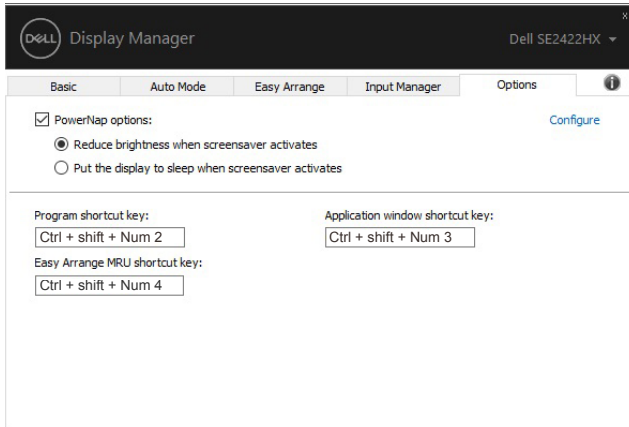 x
DELL Display Manager
Dell SE2422HX
Basic Auto Mode Easy Arrange Input Manager Options i
PowerNap options: Configure
Reduce brightness when screensaver activates
Put the display to sleep when screensaver activates
Program shortcut key: Application window shortcut key:
Ctrl + shift + Num 2 Ctrl + shift + Num 3
Easy Arrange MRU shortcut key:
Ctrl + shift + Num 4